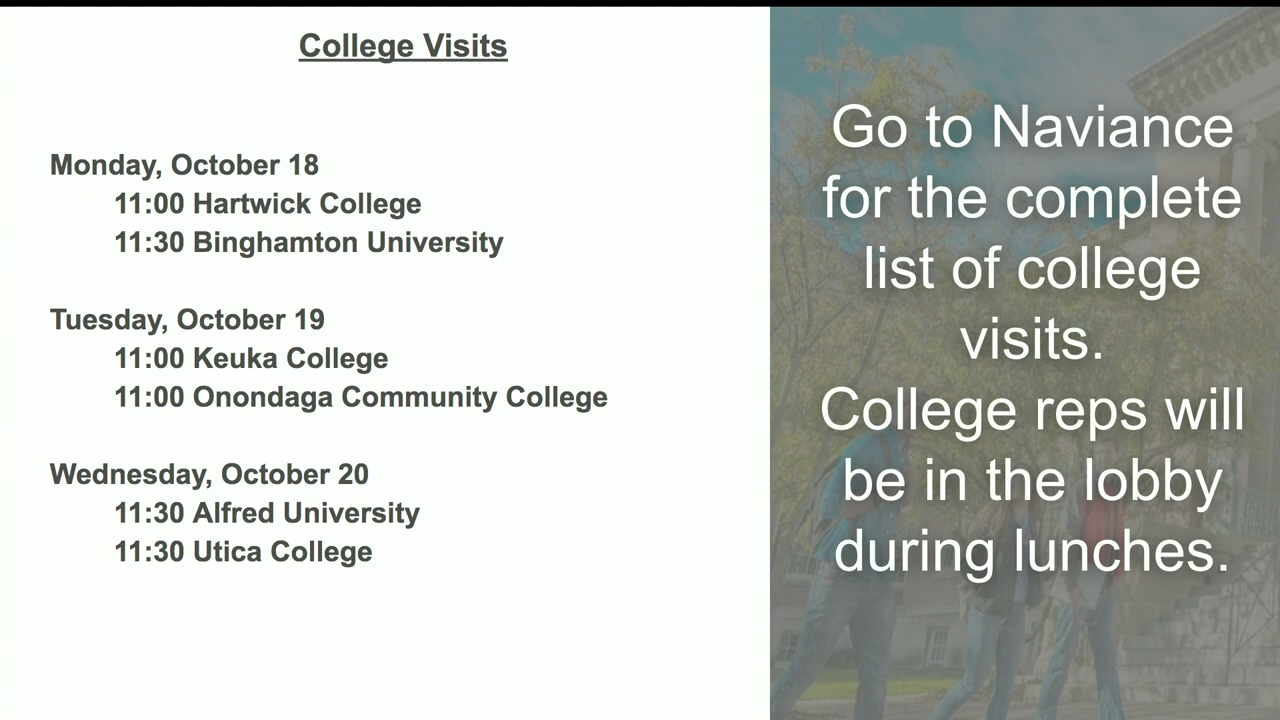 College Visits
Monday, October 18
11:00 Hartwick College
11:30 Binghamton University
Tuesday, October 19
11:00 Keuka College
11:00 Onondaga Community College
Wednesday, October 20
11:30 Alfred University
11:30 Utica College
Go to Naviance
for the complete
list of college
visits.
College reps will
be in the lobby
during lunches.